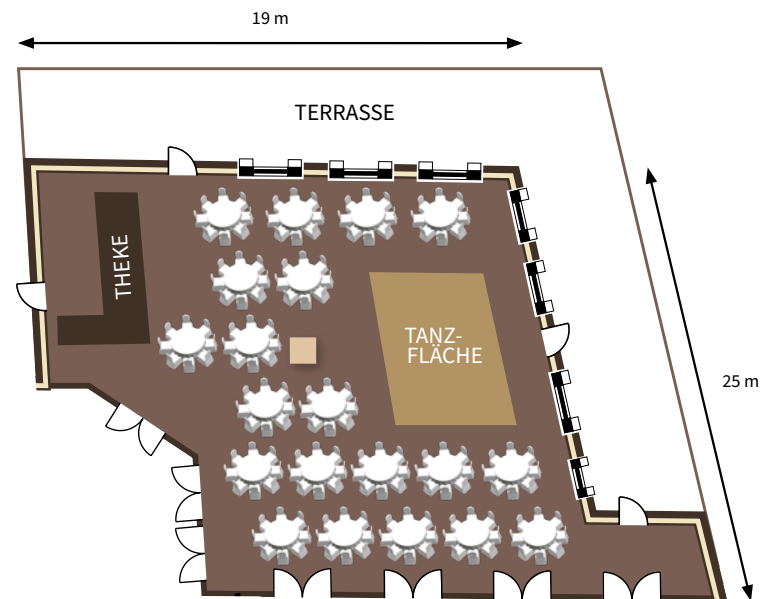 19 m
TERRASSE
THEKE
TANZ-
FLÄCHE
25 m